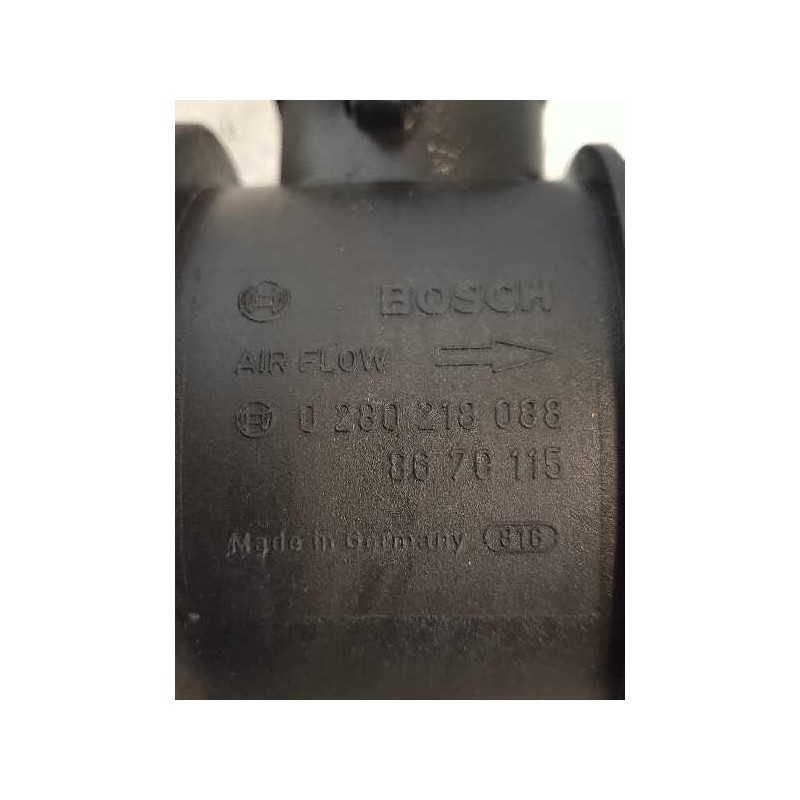 BOSCH
AIR FLOW
0 280 218 088
86 70 115
Made in Germany 816